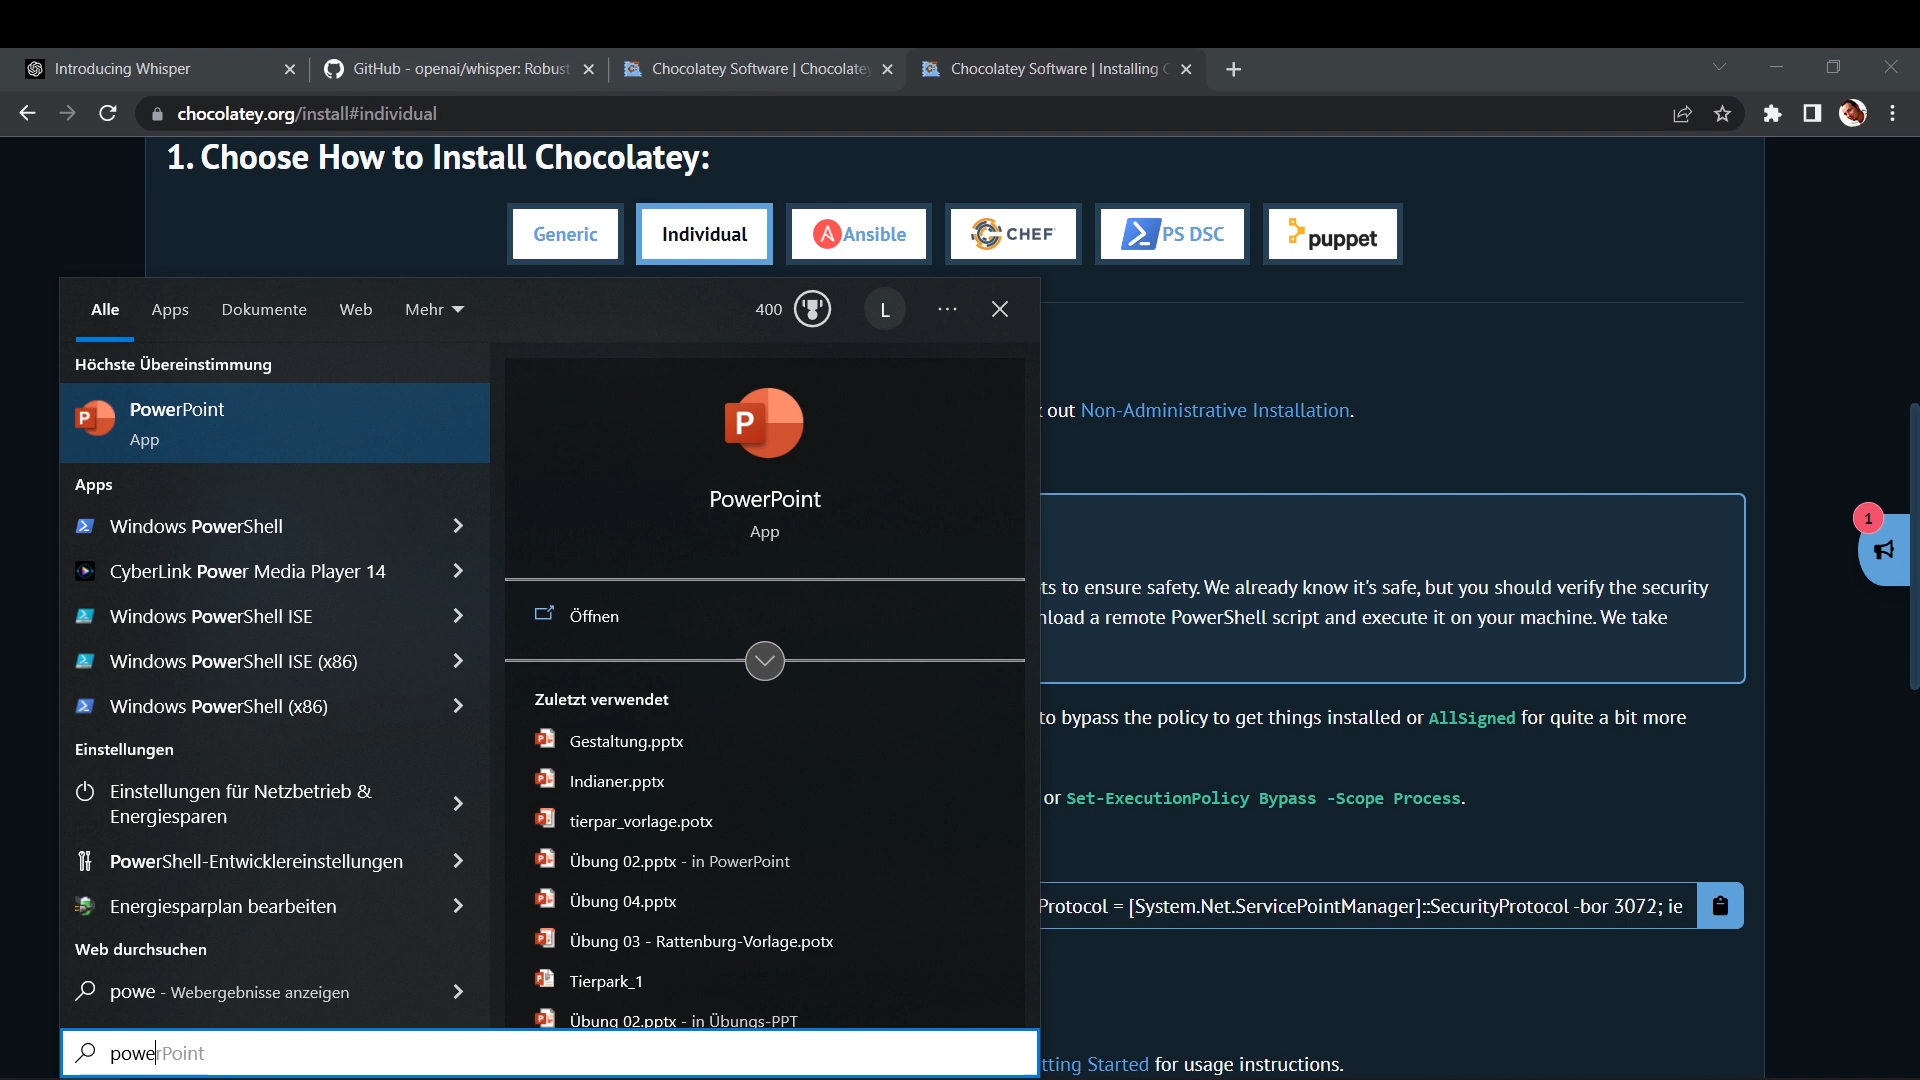 Introducing Whisper
GitHub - openai/whisper: Robust
Chocolatey Software | Chocolatey
Chocolatey Software | Installing
chocolatey.org/install#individual
1. Choose How to Install Chocolatey:
Generic
Individual
Ansible
CHEF
PS DSC
puppet
Alle
Apps
Dokumente
Web
Mehr
400
L
Höchste Übereinstimmung
PowerPoint
App
Apps
Windows PowerShell
CyberLink Power Media Player 14
Windows PowerShell ISE
Windows PowerShell ISE (x86)
Windows PowerShell (x86)
Einstellungen
Einstellungen für Netzbetrieb &
Energiesparen
PowerShell-Entwicklereinstellungen
Energiesparplan bearbeiten
Web durchsuchen
powe - Webergebnisse anzeigen
powerPoint
P
PowerPoint
App
Öffnen
Zuletzt verwendet
Gestaltung.pptx
Indianer.pptx
tierpar_vorlage.potx
Übung 02.pptx - in PowerPoint
Übung 04.pptx
Übung 03 - Rattenburg-Vorlage.potx
Tierpark_1
Übung 02.pptx - in Übungs-PPT
out Non-Administrative Installation.
ts to ensure safety. We already know it's safe, but you should verify the security
nload a remote PowerShell script and execute it on your machine. We take
to bypass the policy to get things installed or AllSigned for quite a bit more
or Set-ExecutionPolicy Bypass -Scope Process.
Protocol = [System.Net.ServicePointManager]::SecurityProtocol -bor 3072; ie
tting Started for usage instructions.
1